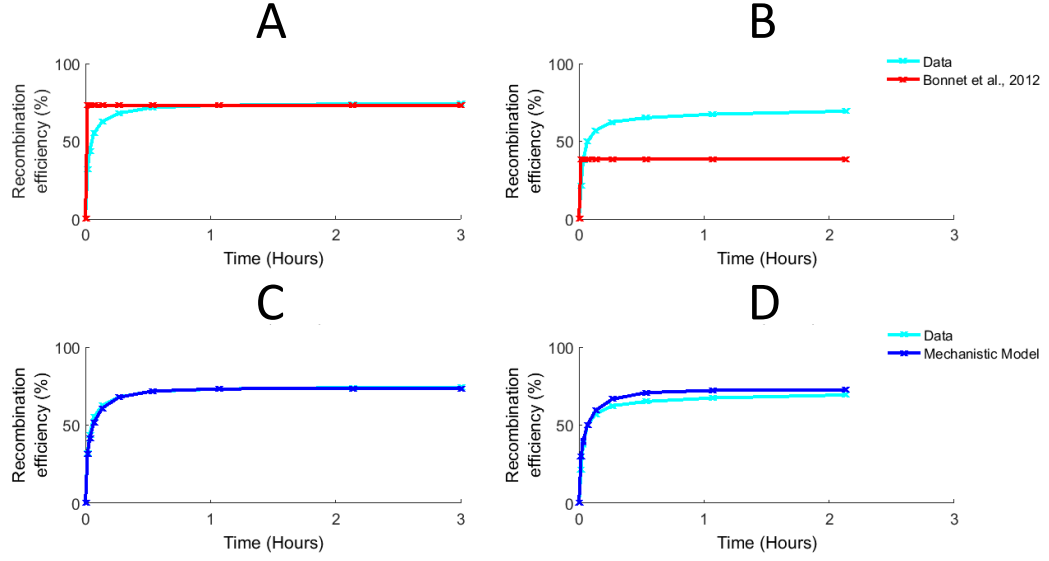 A
B
100
50
0
0
1
2
3
Recombination
efficiency (%)
Time (Hours)
100
50
0
0
1
2
3
Recombination
efficiency (%)
Time (Hours)
Data
Bonnet et al., 2012
C
D
100
50
0
0
1
2
3
Recombination
efficiency (%)
Time (Hours)
100
50
0
0
1
2
3
Recombination
efficiency (%)
Time (Hours)
Data
Mechanistic Model